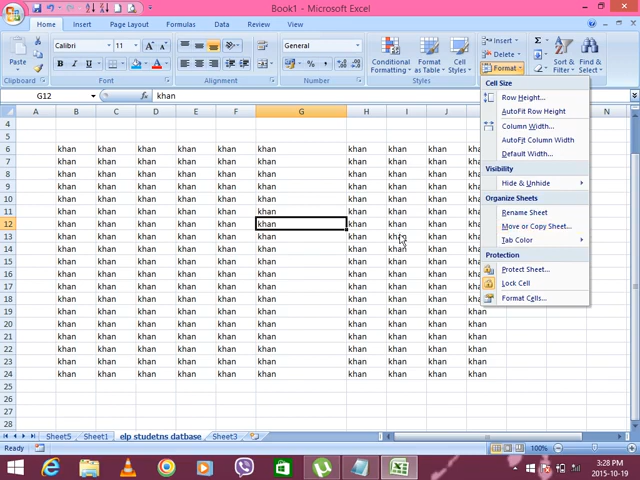 Book1 - Microsoft Excel
Home Insert Page Layout Formulas Data Review View
Paste
Calibri 11
General
Conditional Formatting
Format as Table
Cell Styles
Insert
Delete
Format
Sort & Filter
Find & Select
Clipboard Font Alignment Number Styles
G12 fx khan
Cell Size
Row Height...
AutoFit Row Height
Column Width...
AutoFit Column Width
Default Width...
Visibility
Hide & Unhide
Organize Sheets
Rename Sheet
Move or Copy Sheet...
Tab Color
Protection
Protect Sheet...
Lock Cell
Format Cells...
A B C D E F G H I J N
4
5
6 khan khan khan khan khan khan khan khan khan
7 khan khan khan khan khan khan khan khan khan
8 khan khan khan khan khan khan khan khan khan
9 khan khan khan khan khan khan khan khan khan
10 khan khan khan khan khan khan khan khan khan
11 khan khan khan khan khan khan khan khan khan
12 khan khan khan khan khan khan khan khan khan
13 khan khan khan khan khan khan khan khan khan
14 khan khan khan khan khan khan khan khan khan
15 khan khan khan khan khan khan khan khan khan
16 khan khan khan khan khan khan khan khan khan
17 khan khan khan khan khan khan khan khan khan
18 khan khan khan khan khan khan khan khan khan
19 khan khan khan khan khan khan khan khan khan khan
20 khan khan khan khan khan khan khan khan khan khan
21 khan khan khan khan khan khan khan khan khan khan
22 khan khan khan khan khan khan khan khan khan khan
23 khan khan khan khan khan khan khan khan khan khan
24 khan khan khan khan khan khan khan khan khan khan
25
26
27
28
Sheet5 Sheet1 elp studetns datbase Sheet3
Ready 100%
3:28 PM
2015-10-19